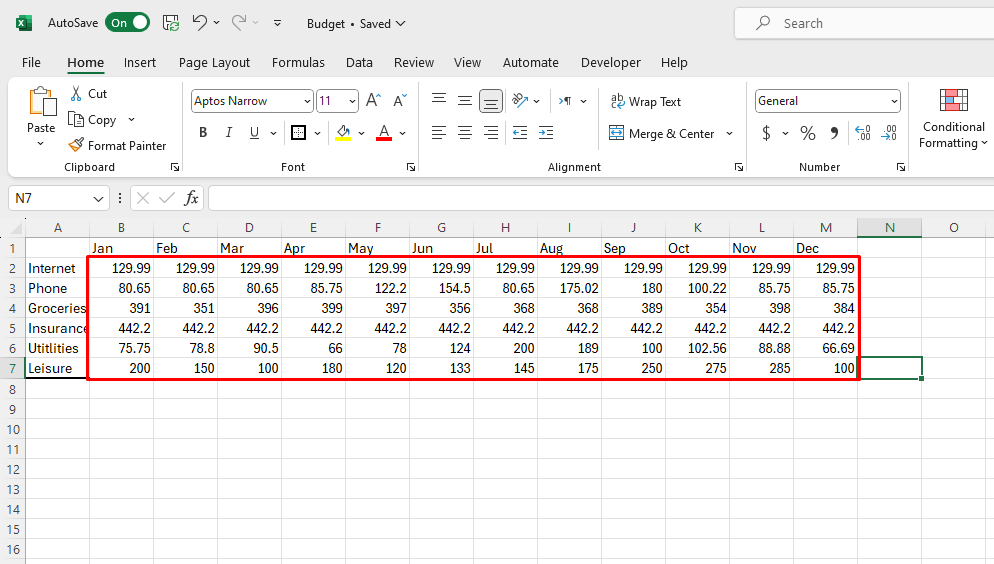 AutoSave On Budget • Saved Search
File Home Insert Page Layout Formulas Data Review View Automate Developer Help
Paste Cut Copy Format Painter
Clipboard
Aptos Narrow 11 A A
B I U A
Font
ab Wrap Text
Merge & Center
Alignment
General
$ % 9 .00 .00
Number
Conditional
Formatting
N7 fx
A B C D E F G H I J K L M N O
1 Jan Feb Mar Apr May Jun Jul Aug Sep Oct Nov Dec
2 Internet 129.99 129.99 129.99 129.99 129.99 129.99 129.99 129.99 129.99 129.99 129.99 129.99
3 Phone 80.65 80.65 80.65 85.75 122.2 154.5 80.65 175.02 180 100.22 85.75 85.75
4 Groceries 391 351 396 399 397 356 368 368 389 354 398 384
5 Insurance 442.2 442.2 442.2 442.2 442.2 442.2 442.2 442.2 442.2 442.2 442.2 442.2
6 Utitlities 75.75 78.8 90.5 66 78 124 200 189 100 102.56 88.88 66.69
7 Leisure 200 150 100 180 120 133 145 175 250 275 285 100
8
9
10
11
12
13
14
15
16